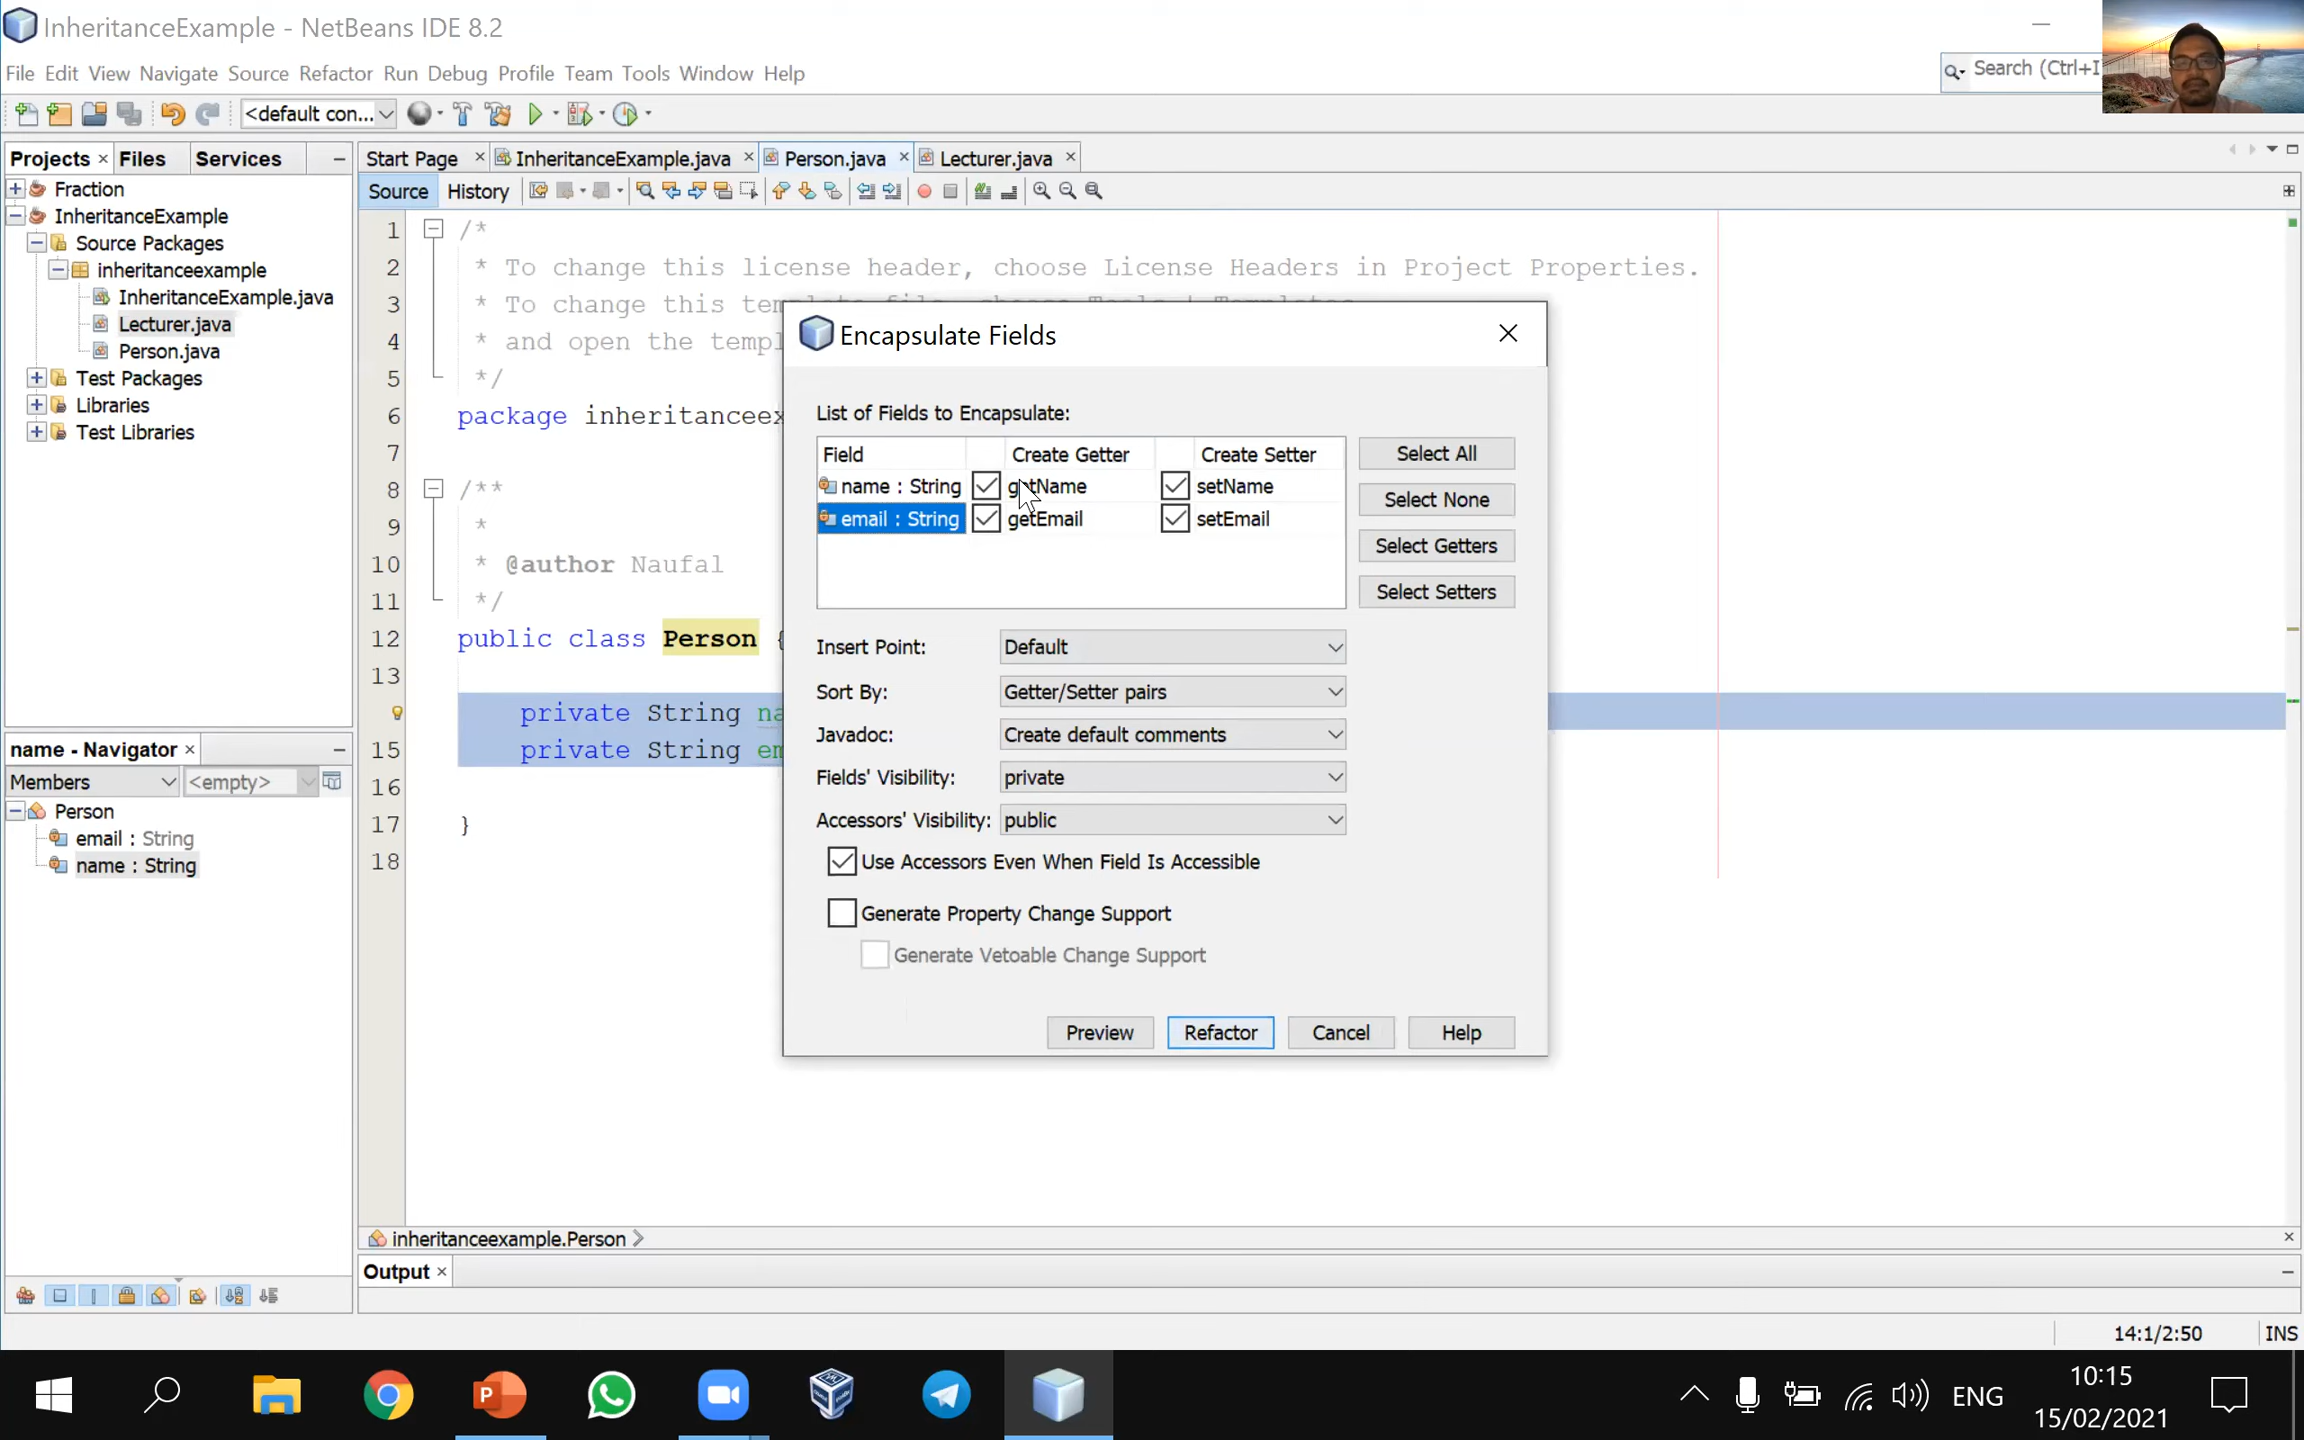 InheritanceExample - NetBeans IDE 8.2
File Edit View Navigate Source Refactor Run Debug Profile Team Tools Window Help
Search (Ctrl+I
<default con...
Projects Files Services
Start Page InheritanceExample.java Person.java Lecturer.java
Source History
Fraction
InheritanceExample
Source Packages
inheritanceexample
InheritanceExample.java
Lecturer.java
Person.java
Test Packages
Libraries
Test Libraries
name - Navigator
Members <empty>
Person
email : String
name : String
1 /*
2 * To change this license header, choose License Headers in Project Properties.
3 * To change this template file, choose Tools | Templates
4 * and open the templ
5 */
6 package inheritanceex
7
8 /**
9 *
10 * @author Naufal
11 */
12 public class Person {
13
private String na
15 private String em
16
17 }
18
Encapsulate Fields
List of Fields to Encapsulate:
Field Create Getter Create Setter
name : String getName setName
email : String getEmail setEmail
Select All
Select None
Select Getters
Select Setters
Insert Point: Default
Sort By: Getter/Setter pairs
Javadoc: Create default comments
Fields' Visibility: private
Accessors' Visibility: public
Use Accessors Even When Field Is Accessible
Generate Property Change Support
Generate Vetoable Change Support
Preview Refactor Cancel Help
inheritanceexample.Person
Output
14:1/2:50 INS
ENG
10:15
15/02/2021